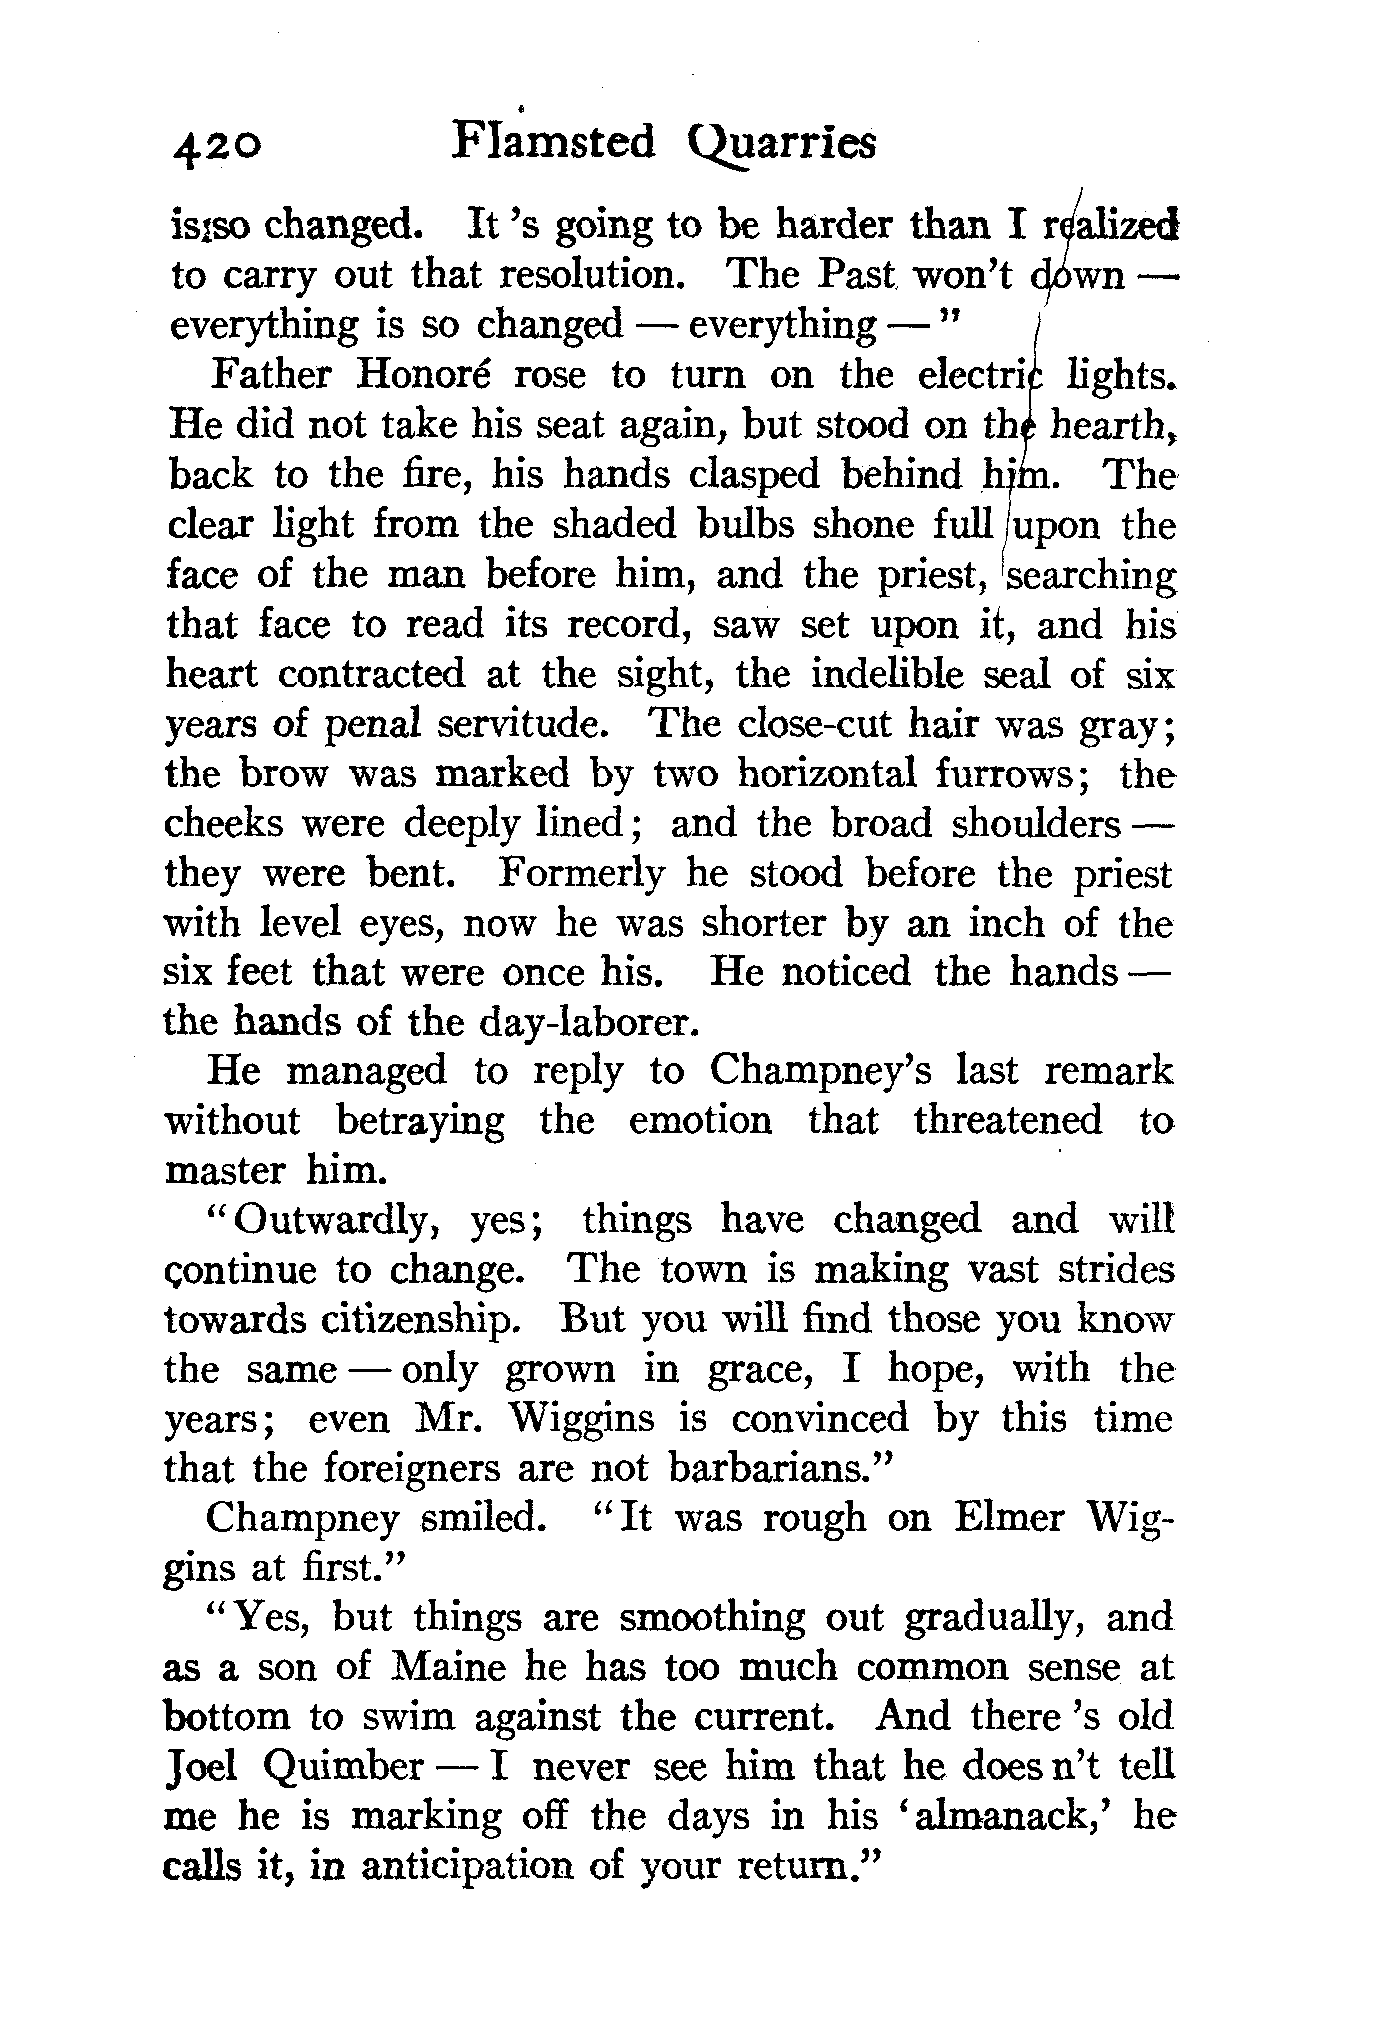 420 Flamsted Quarries
is so changed. It 's going to be harder than I realized
to carry out that resolution. The Past won't down —
everything is so changed — everything — "
Father Honoré rose to turn on the electric lights.
He did not take his seat again, but stood on the hearth,
back to the fire, his hands clasped behind him. The
clear light from the shaded bulbs shone full upon the
face of the man before him, and the priest, searching
that face to read its record, saw set upon it, and his
heart contracted at the sight, the indelible seal of six
years of penal servitude. The close-cut hair was gray;
the brow was marked by two horizontal furrows; the
cheeks were deeply lined; and the broad shoulders —
they were bent. Formerly he stood before the priest
with level eyes, now he was shorter by an inch of the
six feet that were once his. He noticed the hands —
the hands of the day-laborer.
He managed to reply to Champney's last remark
without betraying the emotion that threatened to
master him.
"Outwardly, yes; things have changed and will
continue to change. The town is making vast strides
towards citizenship. But you will find those you know
the same — only grown in grace, I hope, with the
years; even Mr. Wiggins is convinced by this time
that the foreigners are not barbarians."
Champney smiled. "It was rough on Elmer Wig-
gins at first."
"Yes, but things are smoothing out gradually, and
as a son of Maine he has too much common sense at
bottom to swim against the current. And there 's old
Joel Quimber — I never see him that he does n't tell
me he is marking off the days in his 'almanack,' he
calls it, in anticipation of your return."